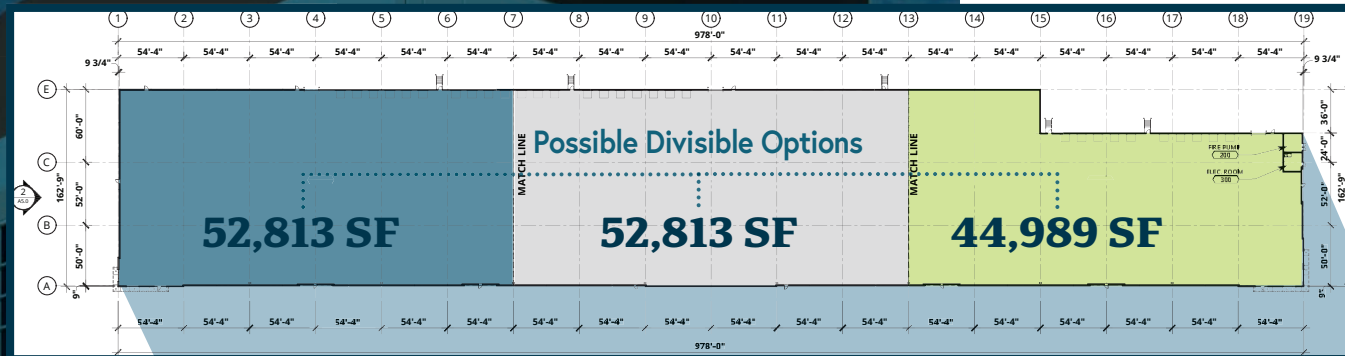 1 2 3 4 5 6 7 8 9 10 11 12 13 14 15 16 17 18 19
978'-0"
54'-4" 54'-4" 54'-4" 54'-4" 54'-4" 54'-4" 54'-4" 54'-4" 54'-4" 54'-4" 54'-4" 54'-4" 54'-4" 54'-4" 54'-4" 54'-4" 54'-4" 54'-4"
9 3/4" 9 3/4"
E
60'-0" 36'-0"
MATCH LINE Possible Divisible Options MATCH LINE
FIRE PUMP
200
24'-0"
C
ELEC. ROOM
300
162'-9" 52'-0" 52'-0" 162'-9"
2
A5.0
B
52,813 SF 52,813 SF 44,989 SF
50'-0" 50'-0"
A
9" 9"
54'-4" 54'-4" 54'-4" 54'-4" 54'-4" 54'-4" 54'-4" 54'-4" 54'-4" 54'-4" 54'-4" 54'-4" 54'-4" 54'-4" 54'-4" 54'-4" 54'-4" 54'-4"
978'-0"